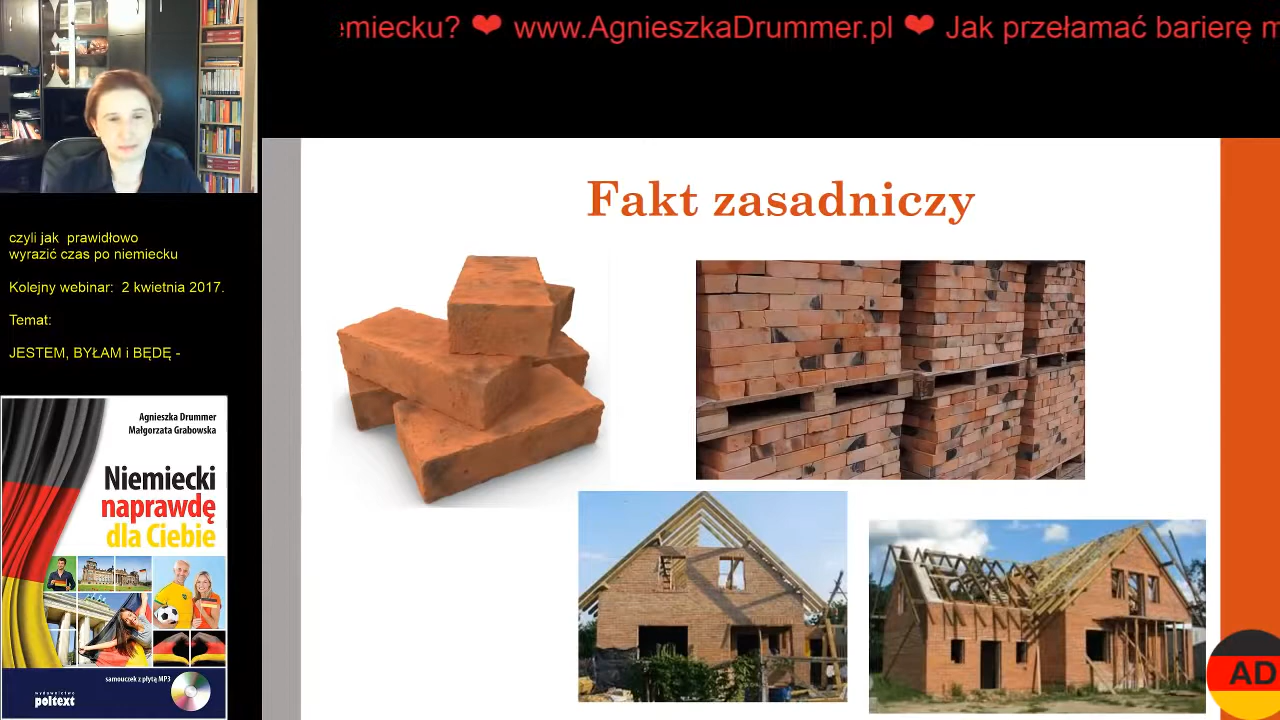 miecku? ❤ www.AgnieszkaDrummer.pl ❤ Jak przełamać barierę m
Fakt zasadniczy
czyli jak prawidłowo
wyrazić czas po niemiecku
Kolejny webinar: 2 kwietnia 2017.
Temat:
JESTEM, BYŁAM i BĘDĘ -
Agnieszka Drummer
Małgorzata Grabowska
Niemiecki
naprawdę
dla Ciebie
samouczek z płytą MP3
wydawnictwo
poltext
AD